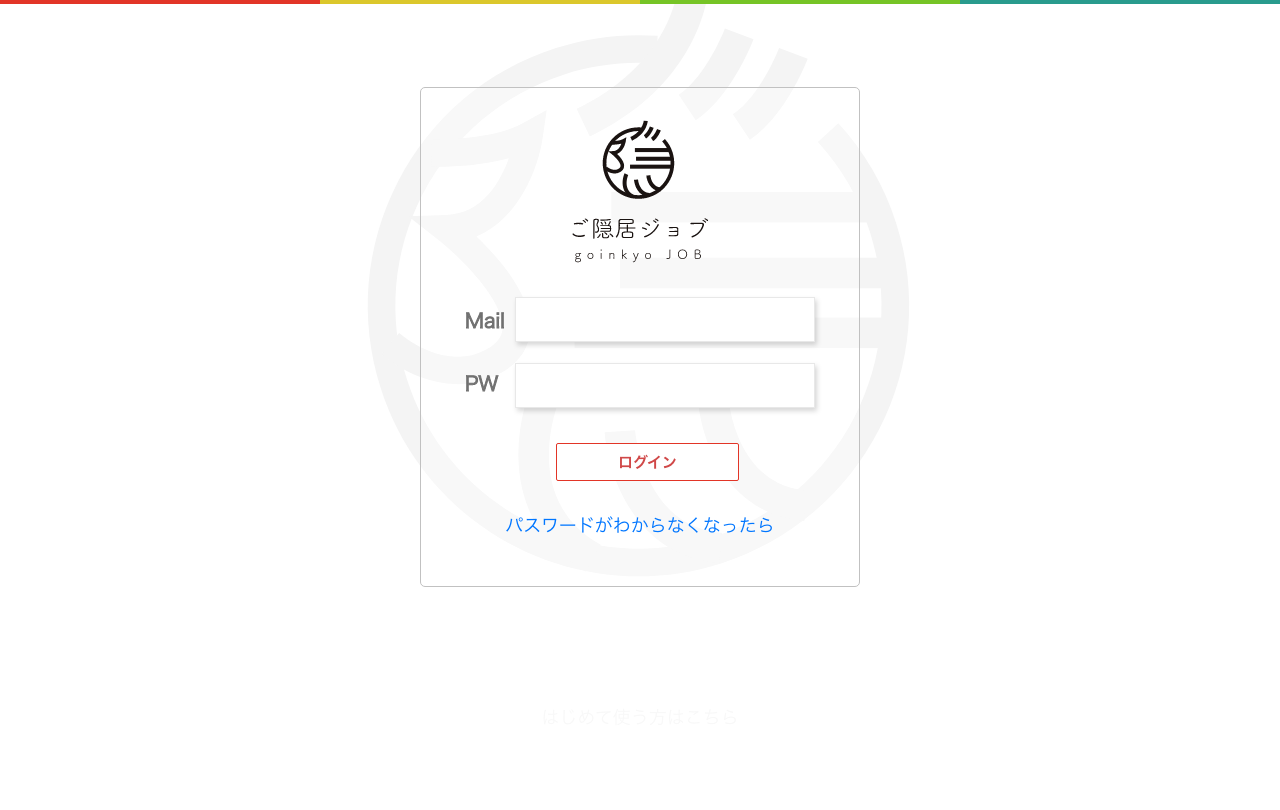 ご隠居ジョブ
goinkyo JOB
Mail
PW
ログイン
パスワードがわからなくなったら
はじめて使う方はこちら